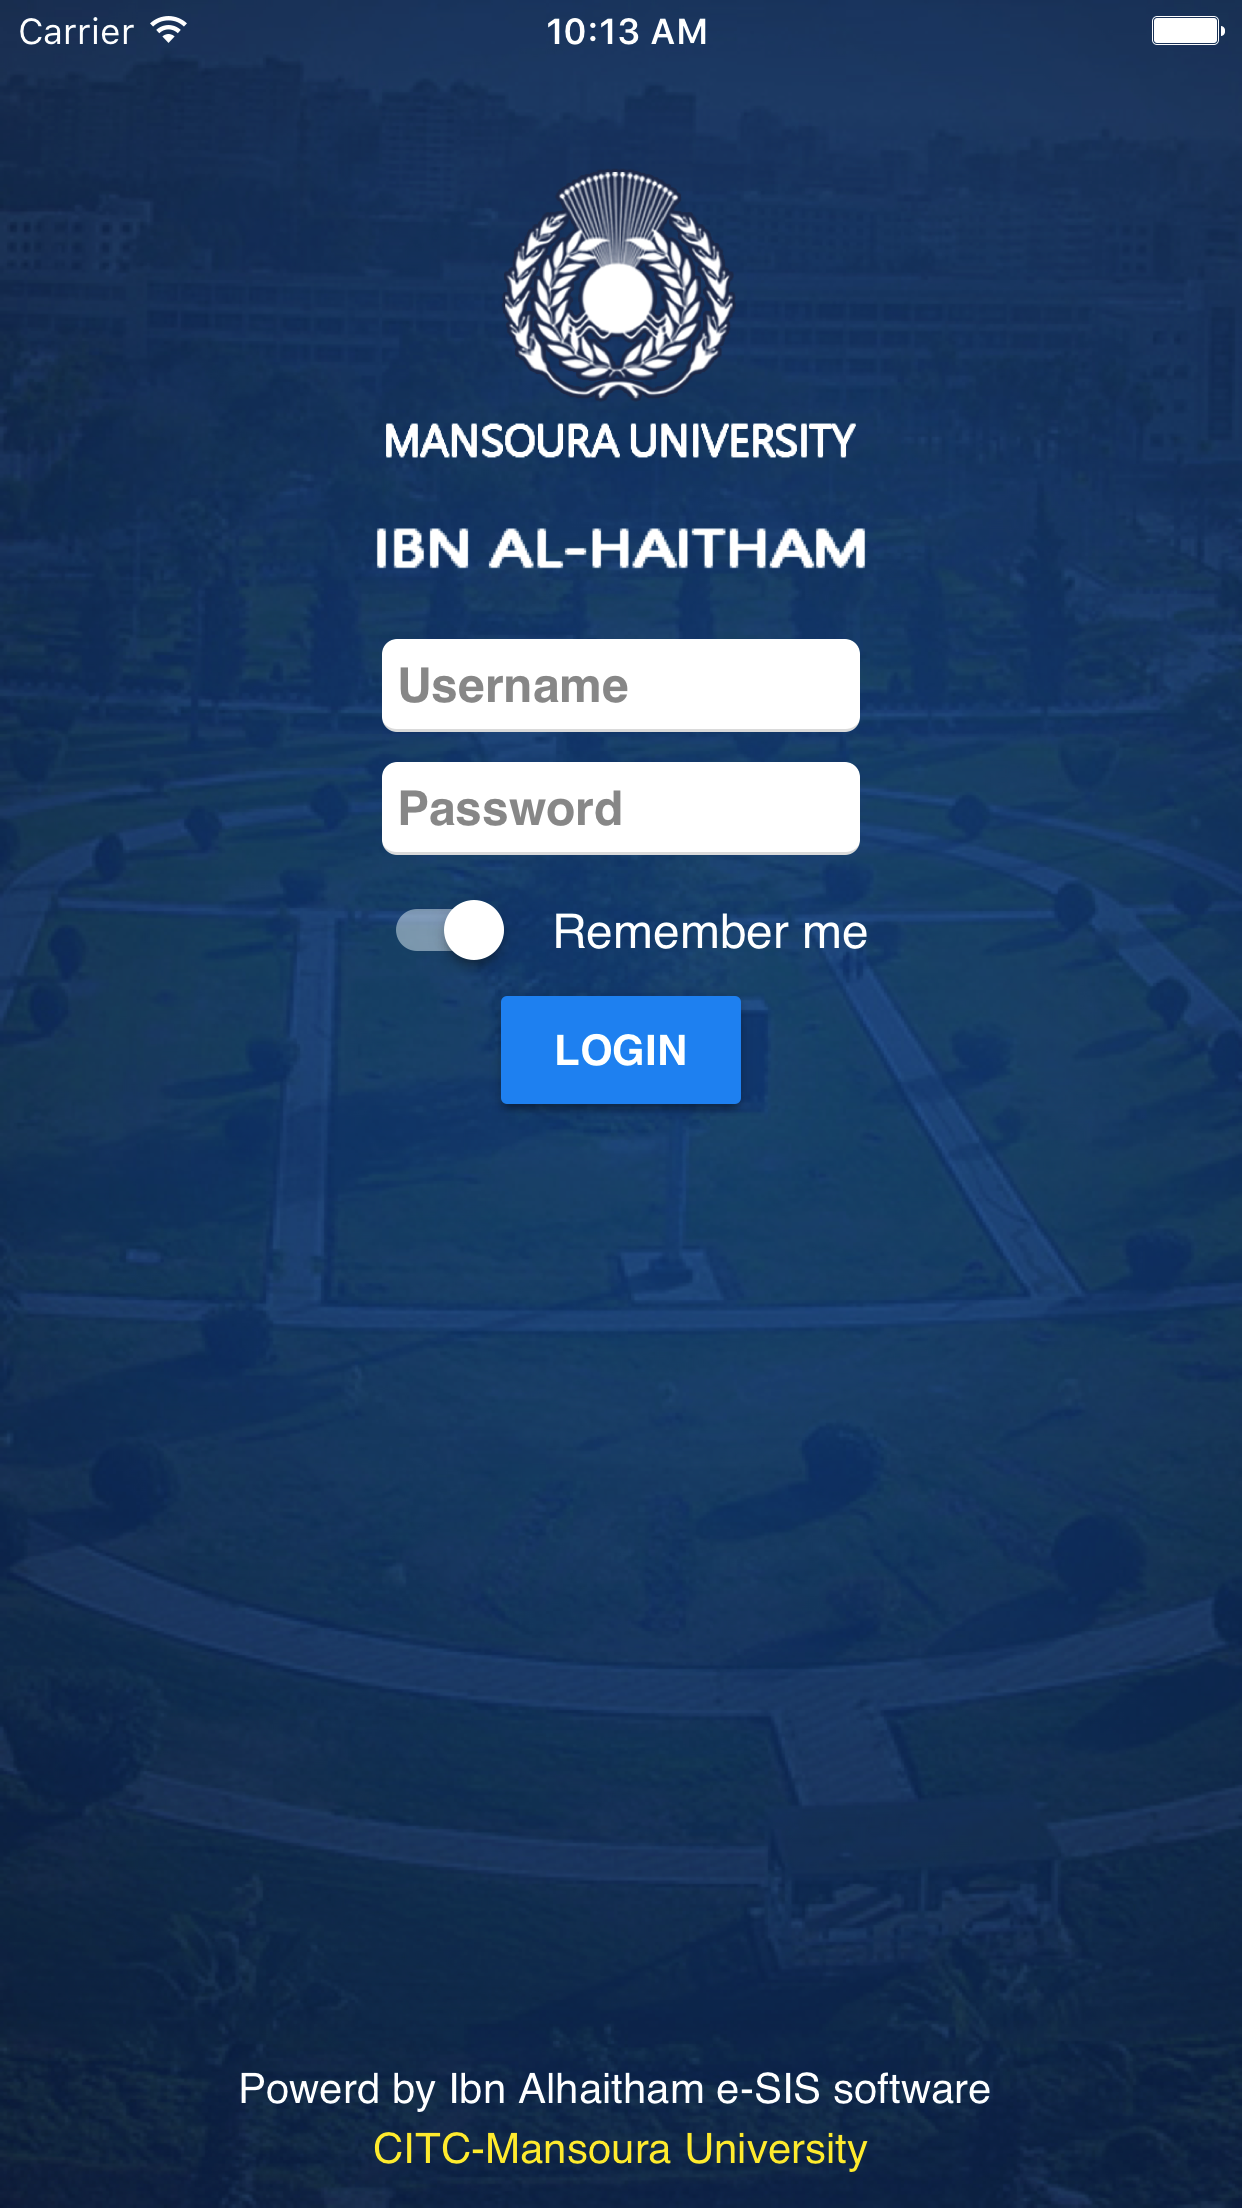 Carrier 10:13 AM
MANSOURA UNIVERSITY
IBN AL-HAITHAM
Username
Password
Remember me
LOGIN
Powerd by Ibn Alhaitham e-SIS software
CITC-Mansoura University